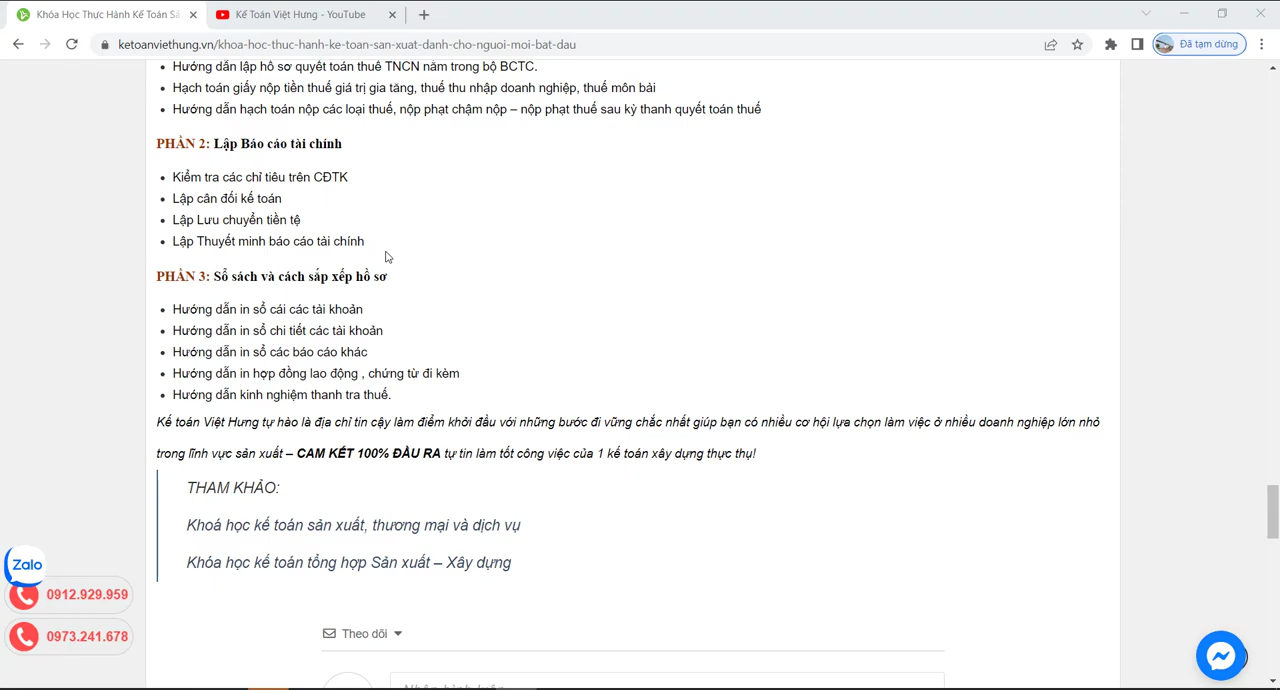 Khóa Học Thực Hành Kế Toán Sả
Kế Toán Việt Hưng - YouTube
ketoanviethung.vn/khoa-hoc-thuc-hanh-ke-toan-san-xuat-danh-cho-nguoi-moi-bat-dau
Đã tạm dừng
Hướng dẫn lập hồ sơ quyết toán thuế TNCN năm trong bộ BCTC.
Hạch toán giấy nộp tiền thuế giá trị gia tăng, thuế thu nhập doanh nghiệp, thuế môn bài
Hướng dẫn hạch toán nộp các loại thuế, nộp phạt chậm nộp – nộp phạt thuế sau kỳ thanh quyết toán thuế
PHẦN 2: Lập Báo cáo tài chính
Kiểm tra các chỉ tiêu trên CĐTK
Lập cân đối kế toán
Lập Lưu chuyển tiền tệ
Lập Thuyết minh báo cáo tài chính
PHẦN 3: Sổ sách và cách sắp xếp hồ sơ
Hướng dẫn in sổ cái các tài khoản
Hướng dẫn in sổ chi tiết các tài khoản
Hướng dẫn in sổ các báo cáo khác
Hướng dẫn in hợp đồng lao động , chứng từ đi kèm
Hướng dẫn kinh nghiệm thanh tra thuế.
Kế toán Việt Hưng tự hào là địa chỉ tin cậy làm điểm khởi đầu với những bước đi vững chắc nhất giúp bạn có nhiều cơ hội lựa chọn làm việc ở nhiều doanh nghiệp lớn nhỏ
trong lĩnh vực sản xuất – CAM KẾT 100% ĐẦU RA tự tin làm tốt công việc của 1 kế toán xây dựng thực thụ!
THAM KHẢO:
Khoá học kế toán sản xuất, thương mại và dịch vụ
Khóa học kế toán tổng hợp Sản xuất – Xây dựng
Zalo
0912.929.959
0973.241.678
Theo dõi
Nhập bình luận